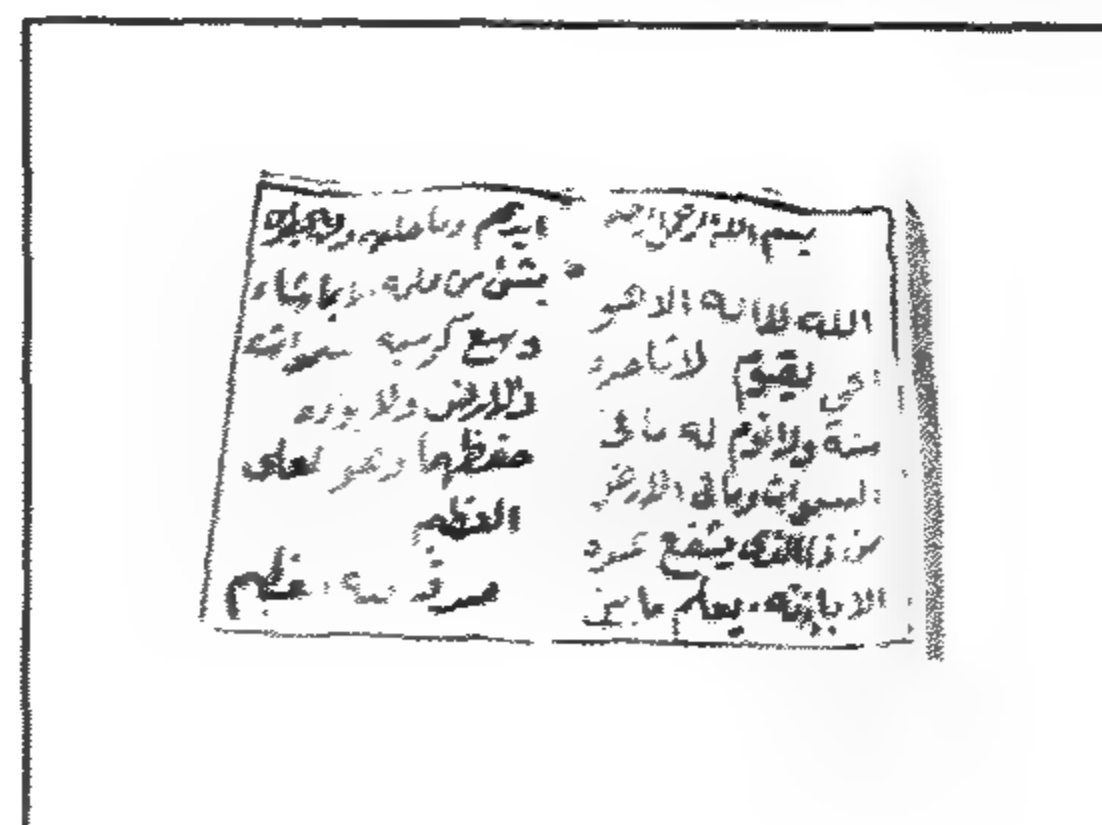 بسم الله الرحمن الرحيم
الله لا اله الا هو
الحي القيوم لا تاخذه
سنة ولا نوم له ما في
السموات وما في الارض
من ذا الذي يشفع عنده
الا باذنه يعلم ما بين
ايديهم وما خلفهم ولا يحيطون
بشئ من علمه الا بما شاء
وسع كرسيه السموات
والارض ولا يؤده
حفظهما وهو العلي
العظيم
صدق الله العظيم